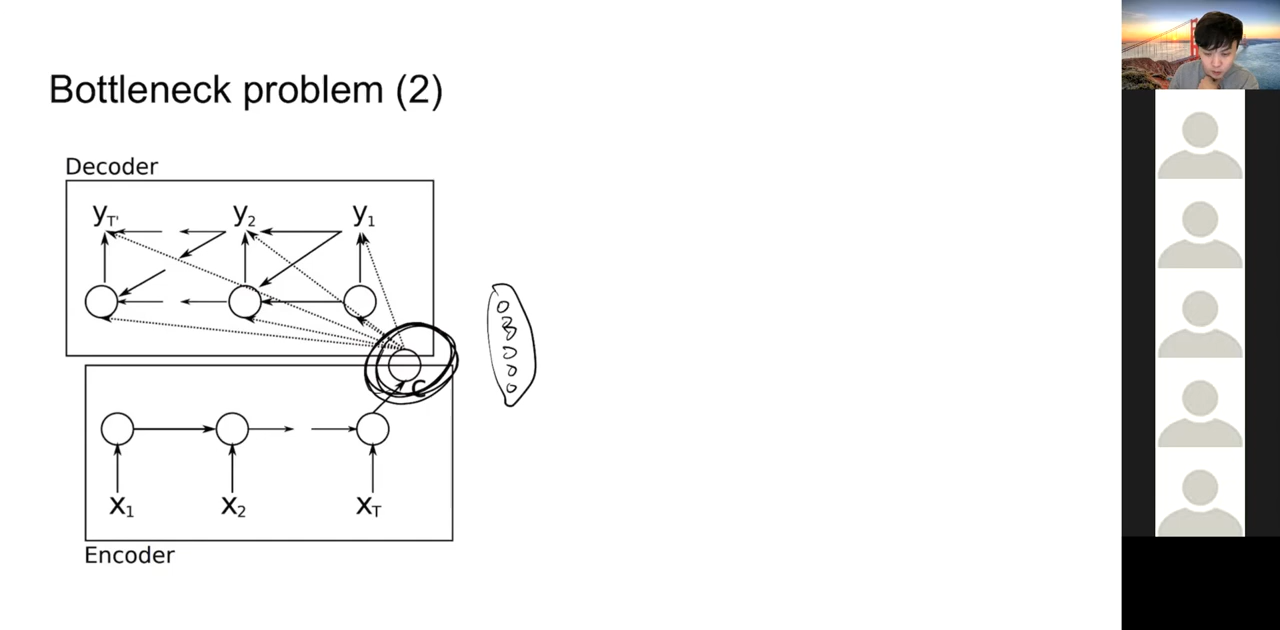 Bottleneck problem (2)
Decoder
yT' y2 y1
c
x1 x2 xT
Encoder